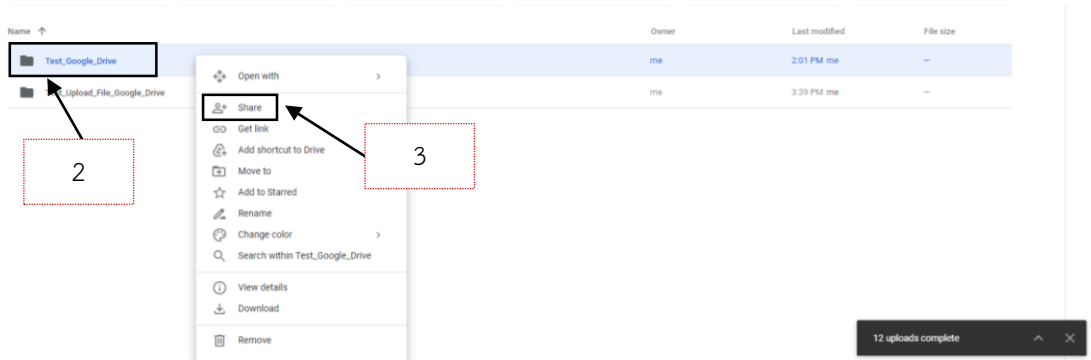 Name Owner Last modified File size
Test_Google_Drive me 2:01 PM me –
Test_Upload_File_Google_Drive me 3:39 PM me –
Open with
Share
Get link
Add shortcut to Drive
Move to
Add to Starred
Rename
Change color
Search within Test_Google_Drive
View details
Download
Remove
2
3
12 uploads complete